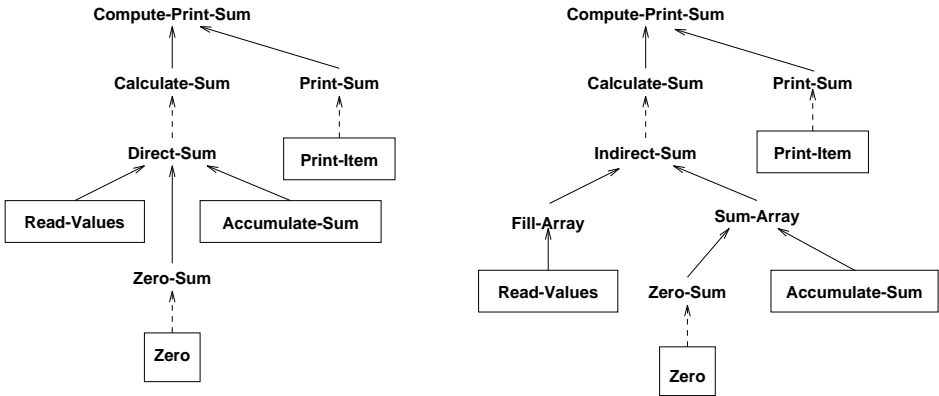 Compute-Print-Sum
Calculate-Sum
Print-Sum
Direct-Sum
Print-Item
Read-Values
Accumulate-Sum
Zero-Sum
Zero
Compute-Print-Sum
Calculate-Sum
Print-Sum
Indirect-Sum
Print-Item
Fill-Array
Sum-Array
Read-Values
Zero-Sum
Accumulate-Sum
Zero